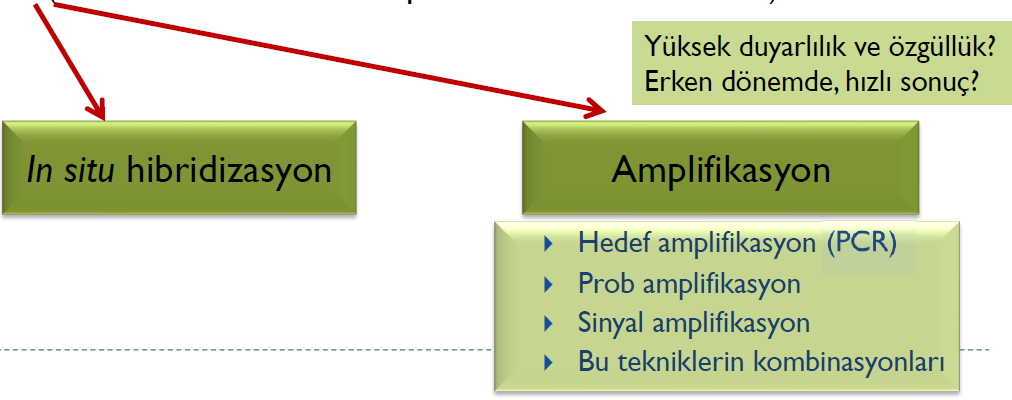 Yüksek duyarlılık ve özgüllük?
Erken dönemde, hızlı sonuç?
In situ hibridizasyon
Amplifikasyon
Hedef amplifikasyon (PCR)
Prob amplifikasyon
Sinyal amplifikasyon
Bu tekniklerin kombinasyonları